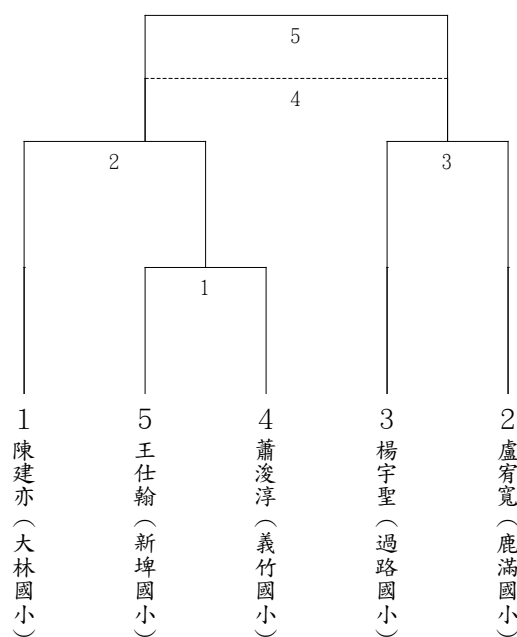 5
4
2
3
1
1
陳建亦(大林國小)
5
王仕翰(新埤國小)
4
蕭浚淳(義竹國小)
3
楊宇聖(過路國小)
2
盧宥寬(鹿滿國小)